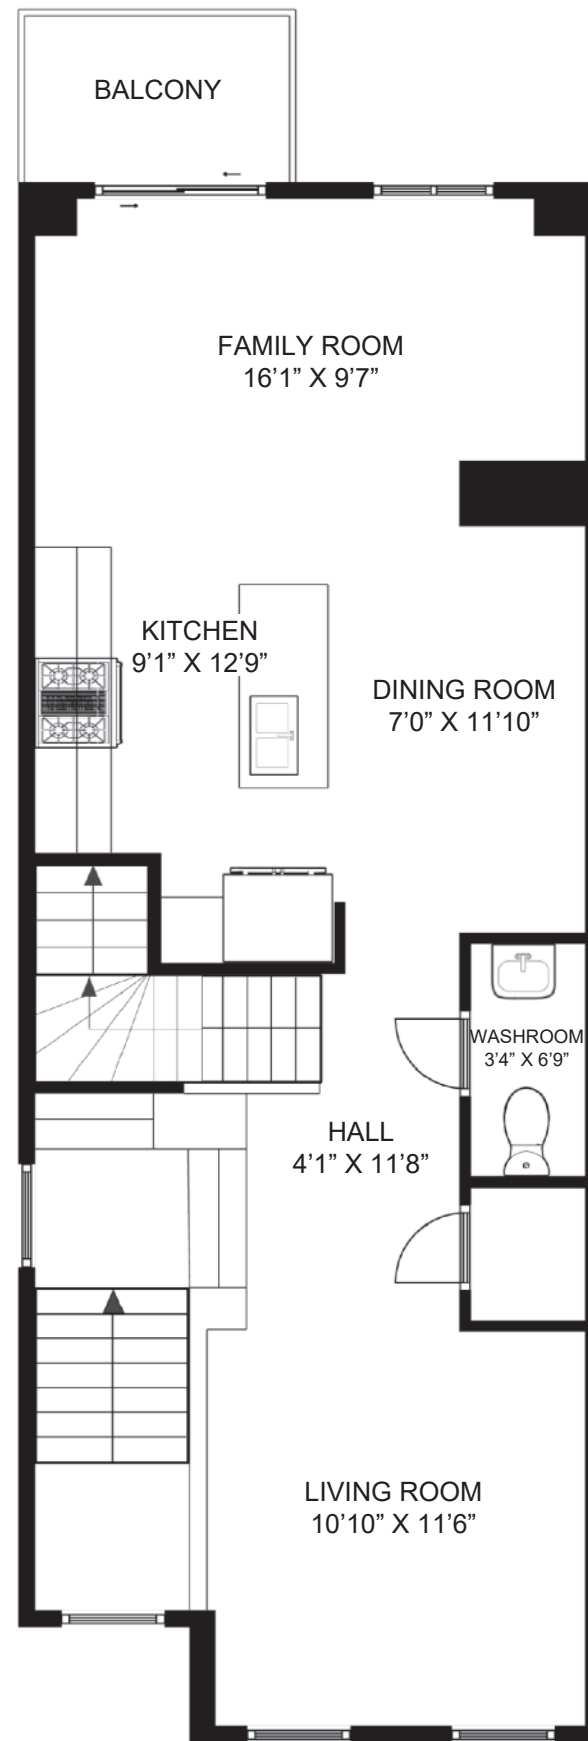 BALCONY
FAMILY ROOM
16’1” X 9’7”
KITCHEN
9’1” X 12’9”
DINING ROOM
7’0” X 11’10”
WASHROOM
3’4” X 6’9”
HALL
4’1” X 11’8”
LIVING ROOM
10’10” X 11’6”